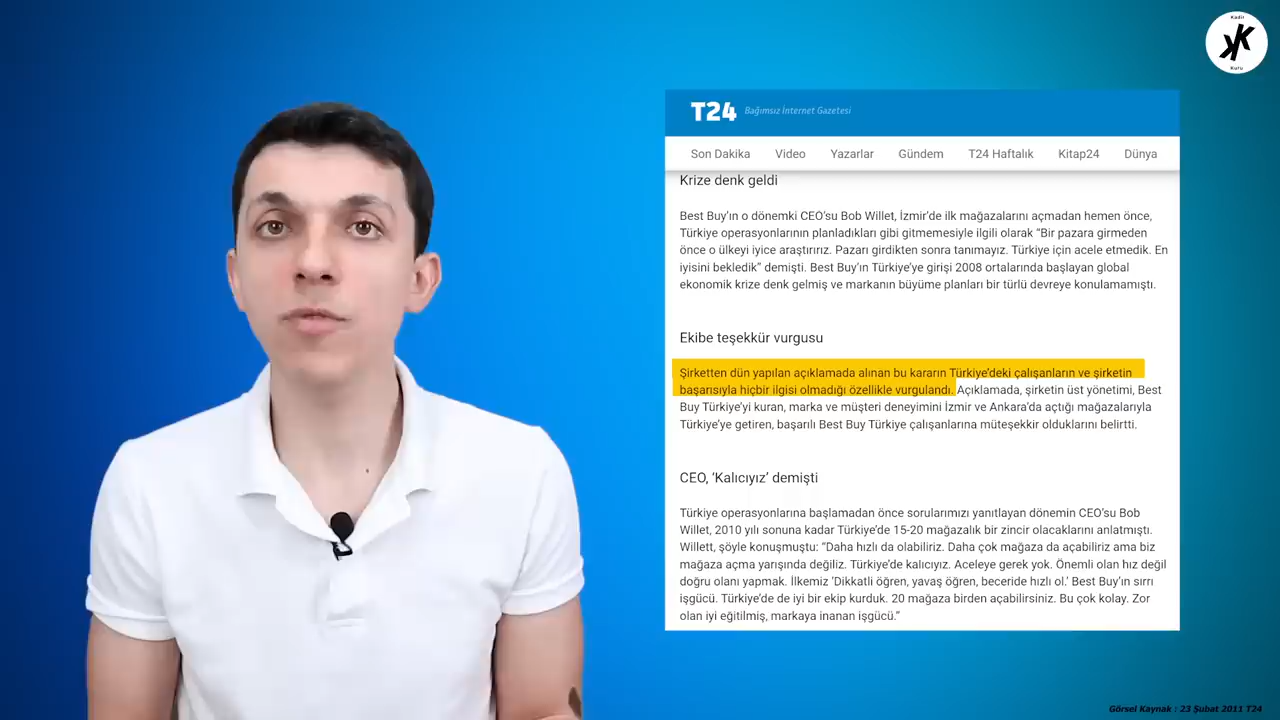 Kadir
KK
Kuru
T24 Bağımsız İnternet Gazetesi
Son Dakika Video Yazarlar Gündem T24 Haftalık Kitap24 Dünya
Krize denk geldi
Best Buy'ın o dönemki CEO'su Bob Willet, İzmir'de ilk mağazalarını açmadan hemen önce,
Türkiye operasyonlarının planladıkları gibi gitmemesiyle ilgili olarak "Bir pazara girmeden
önce o ülkeyi iyice araştırırız. Pazarı girdikten sonra tanımayız. Türkiye için acele etmedik. En
iyisini bekledik" demişti. Best Buy'ın Türkiye'ye girişi 2008 ortalarında başlayan global
ekonomik krize denk gelmiş ve markanın büyüme planları bir türlü devreye konulamamıştı.
Ekibe teşekkür vurgusu
Şirketten dün yapılan açıklamada alınan bu kararın Türkiye'deki çalışanların ve şirketin
başarısıyla hiçbir ilgisi olmadığı özellikle vurgulandı. Açıklamada, şirketin üst yönetimi, Best
Buy Türkiye'yi kuran, marka ve müşteri deneyimini İzmir ve Ankara'da açtığı mağazalarıyla
Türkiye'ye getiren, başarılı Best Buy Türkiye çalışanlarına müteşekkir olduklarını belirtti.
CEO, 'Kalıcıyız' demişti
Türkiye operasyonlarına başlamadan önce sorularımızı yanıtlayan dönemin CEO'su Bob
Willet, 2010 yılı sonuna kadar Türkiye'de 15-20 mağazalık bir zincir olacaklarını anlatmıştı.
Willett, şöyle konuşmuştu: "Daha hızlı da olabiliriz. Daha çok mağaza da açabiliriz ama biz
mağaza açma yarışında değiliz. Türkiye'de kalıcıyız. Aceleye gerek yok. Önemli olan hız değil
doğru olanı yapmak. İlkemiz 'Dikkatli öğren, yavaş öğren, beceride hızlı ol.' Best Buy'ın sırrı
işgücü. Türkiye'de de iyi bir ekip kurduk. 20 mağaza birden açabilirsiniz. Bu çok kolay. Zor
olan iyi eğitilmiş, markaya inanan işgücü."
Görsel Kaynak : 23 Şubat 2011 T24